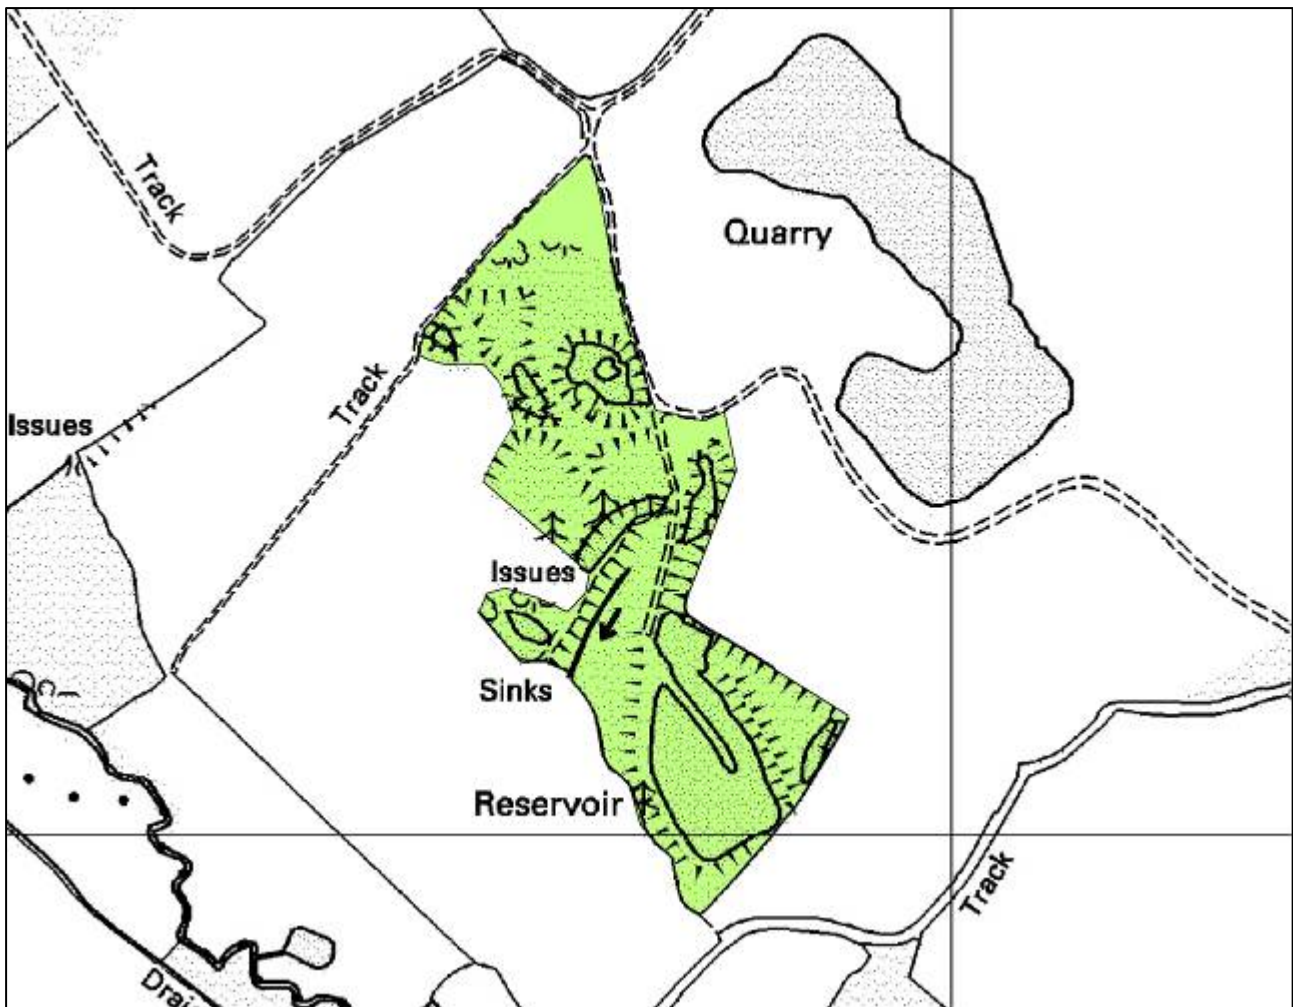 Track
Quarry
Track
Issues
Issues
Sinks
Reservoir
Track